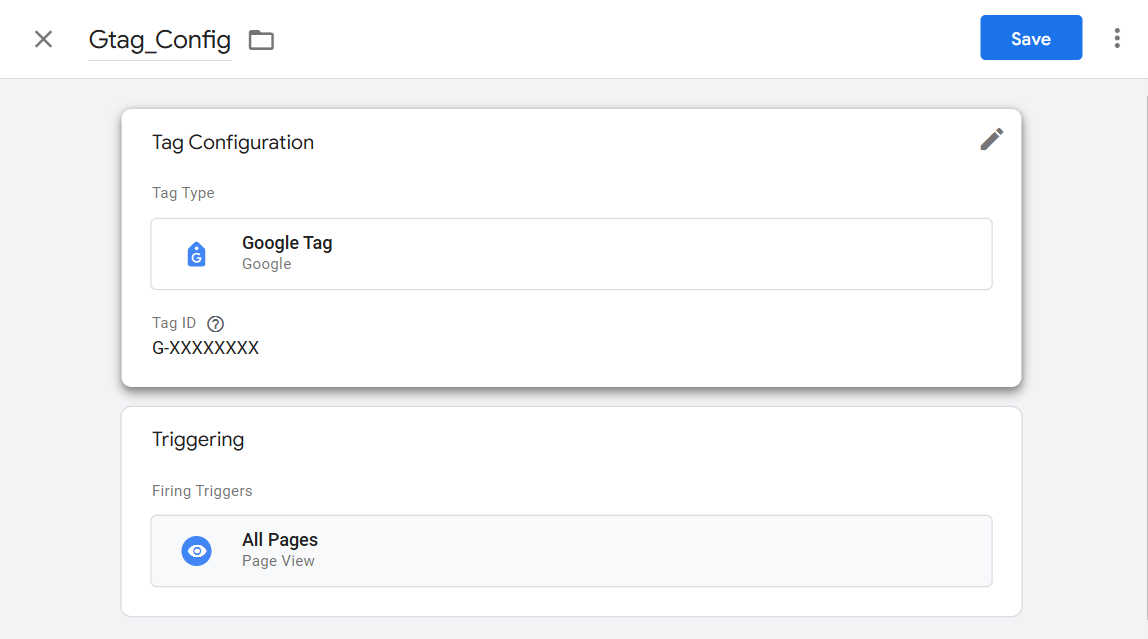 Gtag_Config
Save
Tag Configuration
Tag Type
G
Google Tag
Google
Tag ID ?
G-XXXXXXXX
Triggering
Firing Triggers
All Pages
Page View